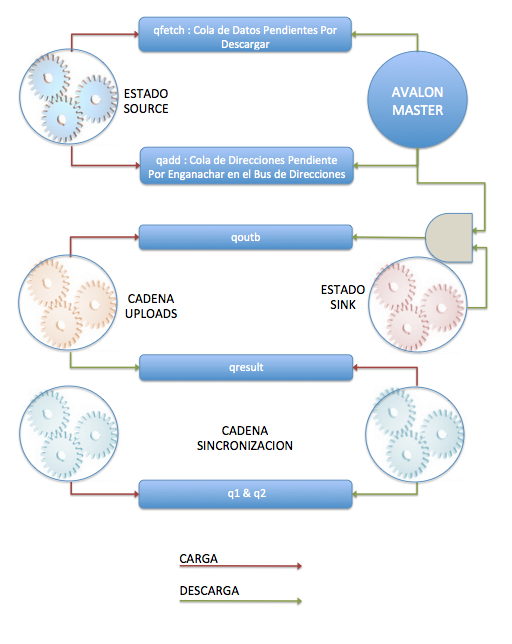 qfetch : Cola de Datos Pendientes Por
Descargar
ESTADO
SOURCE
AVALON
MASTER
qadd : Cola de Direcciones Pendiente
Por Enganachar en el Bus de Direcciones
qoutb
CADENA
UPLOADS
ESTADO
SINK
qresult
CADENA
SINCRONIZACION
q1 & q2
CARGA
DESCARGA